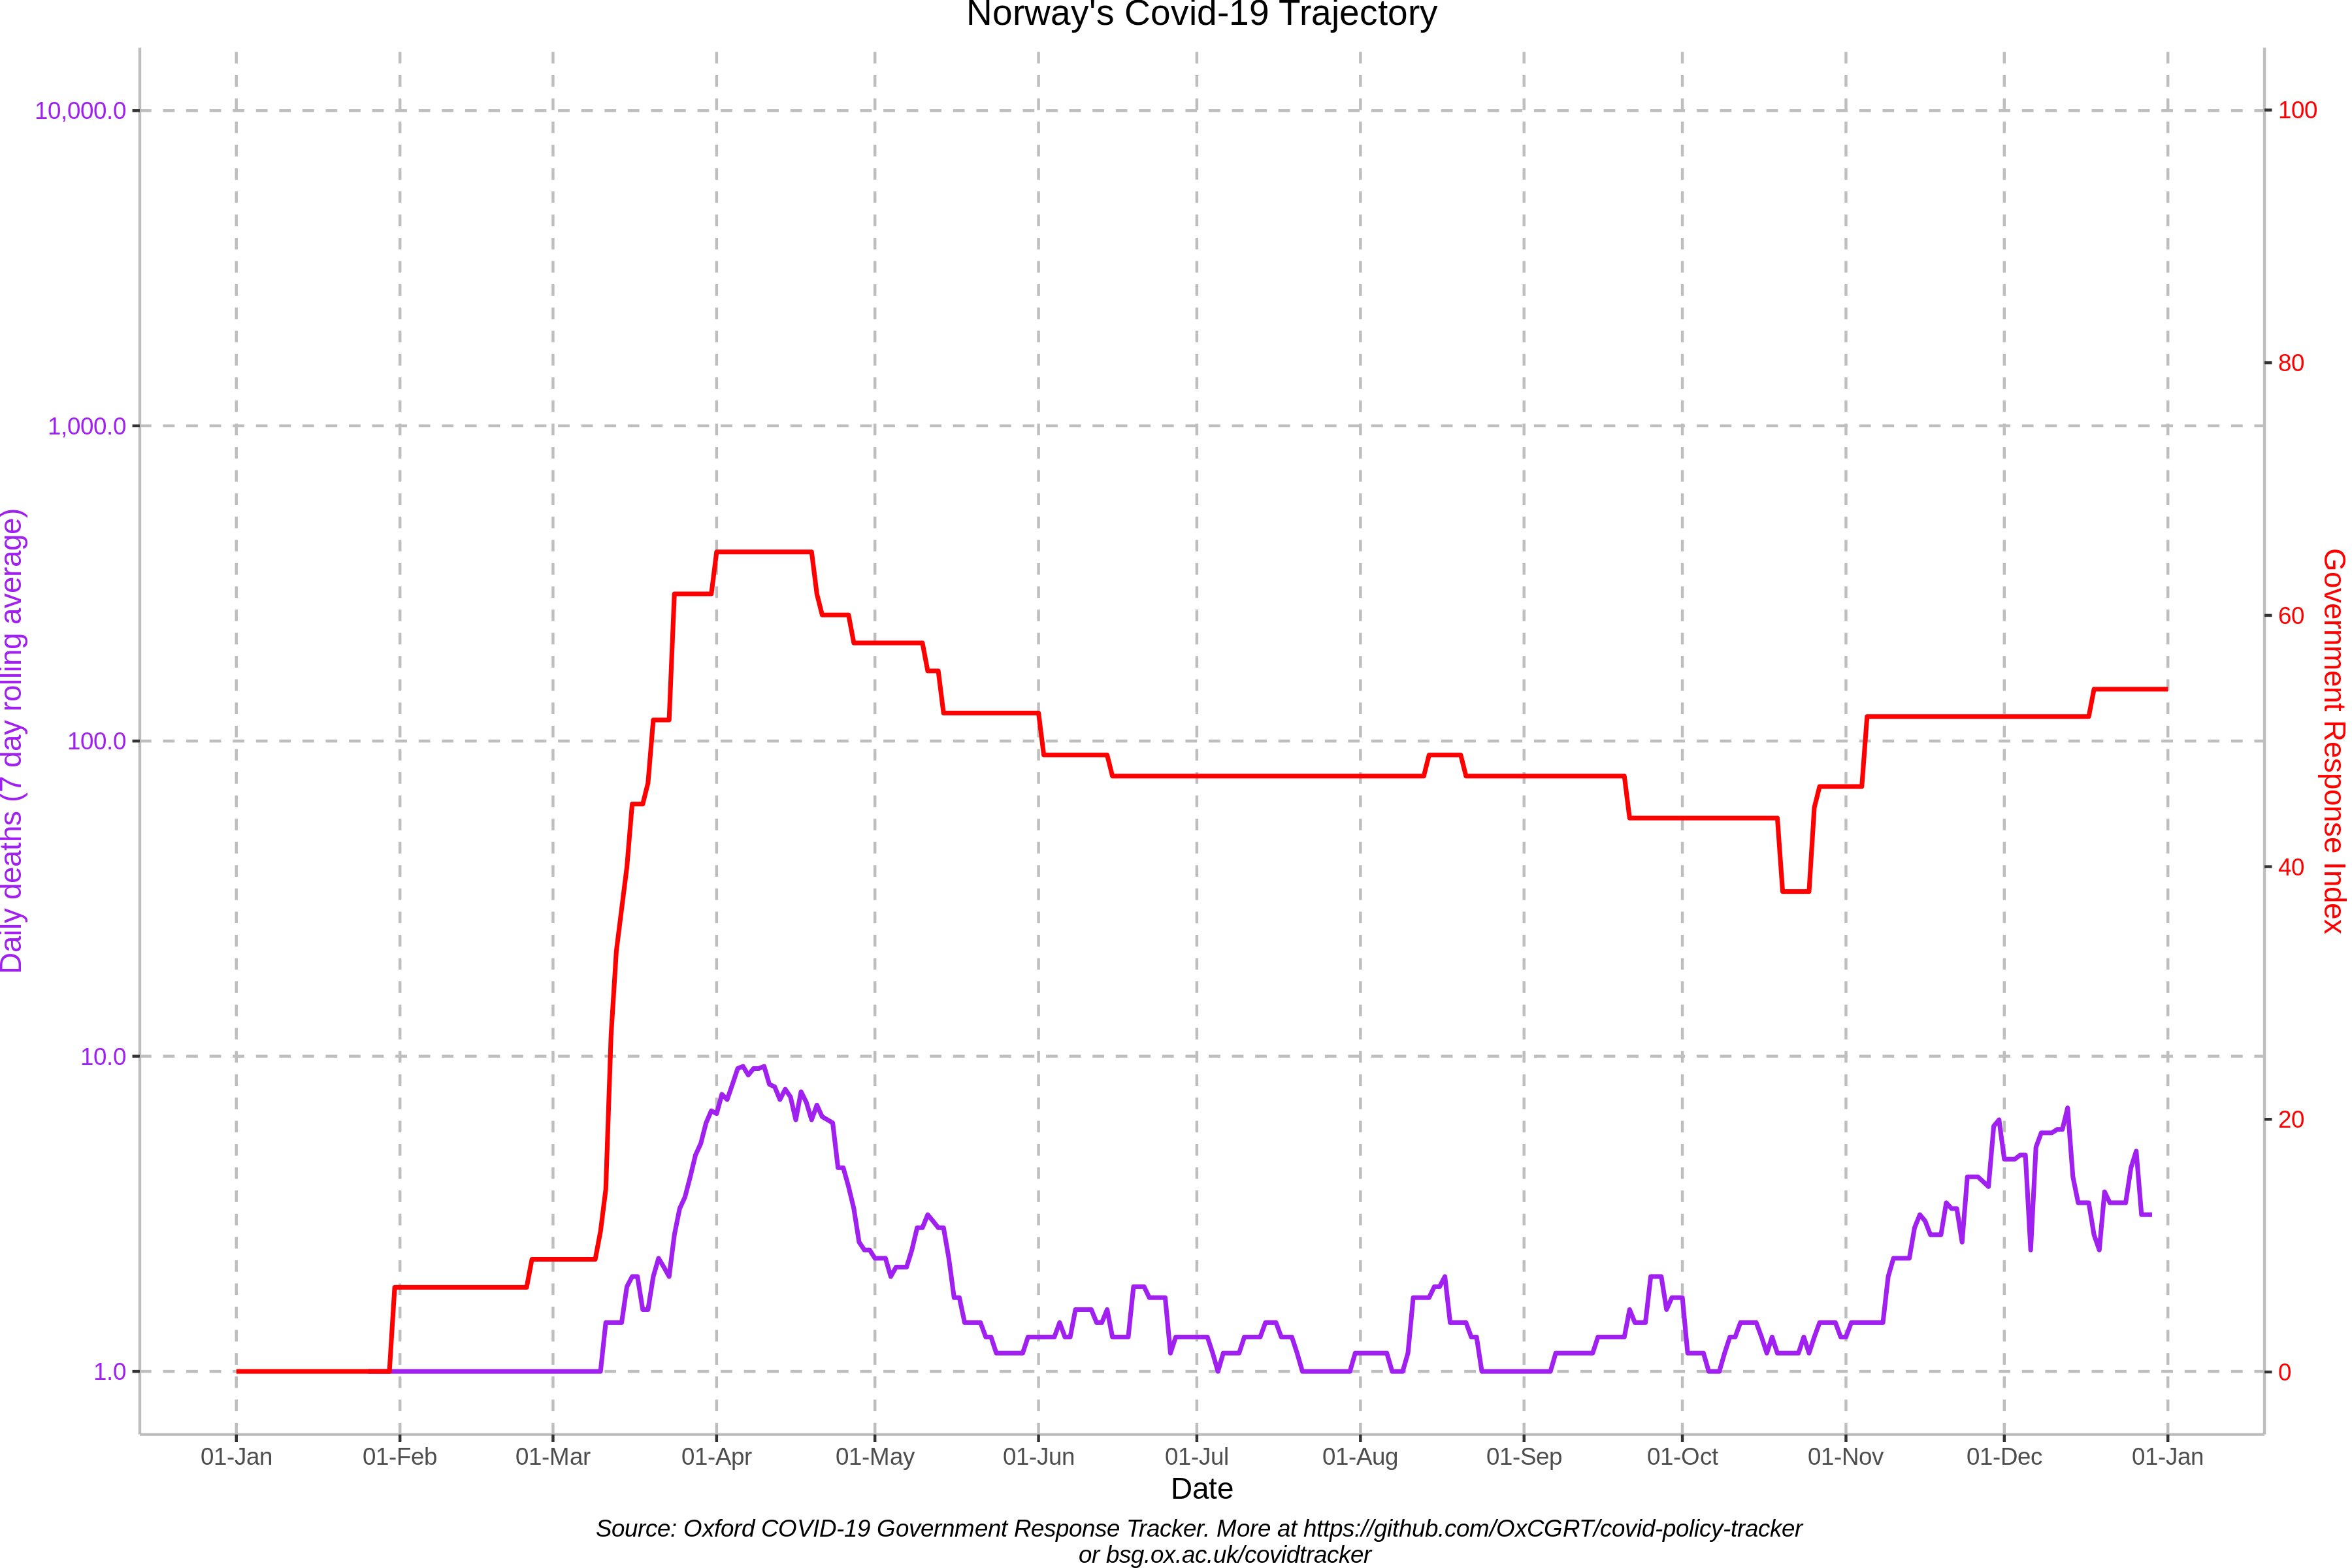 Norway's Covid-19 Trajectory
10,000.0
1,000.0
100.0
10.0
1.0
Daily deaths (7 day rolling average)
100
80
60
40
20
0
Government Response Index
01-Jan
01-Feb
01-Mar
01-Apr
01-May
01-Jun
01-Jul
01-Aug
01-Sep
01-Oct
01-Nov
01-Dec
01-Jan
Date
Source: Oxford COVID-19 Government Response Tracker. More at https://github.com/OxCGRT/covid-policy-tracker
or bsg.ox.ac.uk/covidtracker